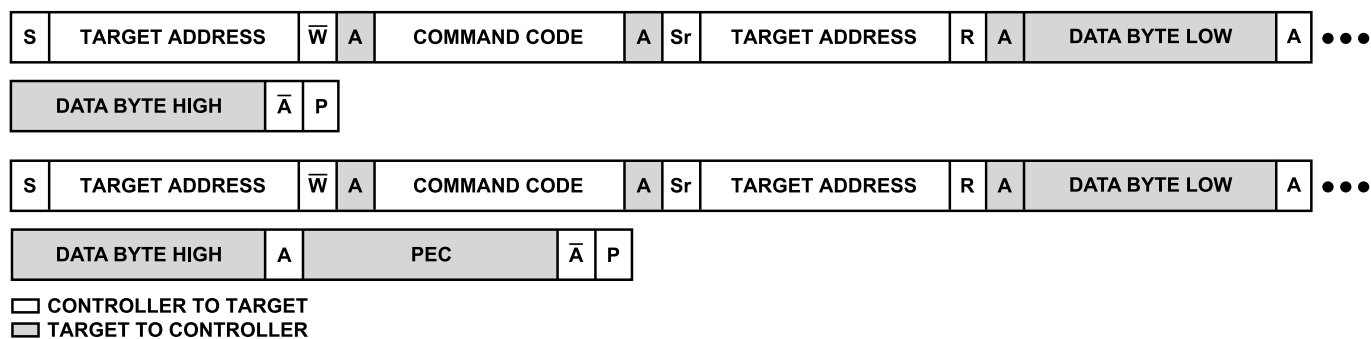 S TARGET ADDRESS W̅ A COMMAND CODE A Sr TARGET ADDRESS R A DATA BYTE LOW A •••
DATA BYTE HIGH A̅ P
S TARGET ADDRESS W̅ A COMMAND CODE A Sr TARGET ADDRESS R A DATA BYTE LOW A •••
DATA BYTE HIGH A PEC A̅ P
CONTROLLER TO TARGET
TARGET TO CONTROLLER